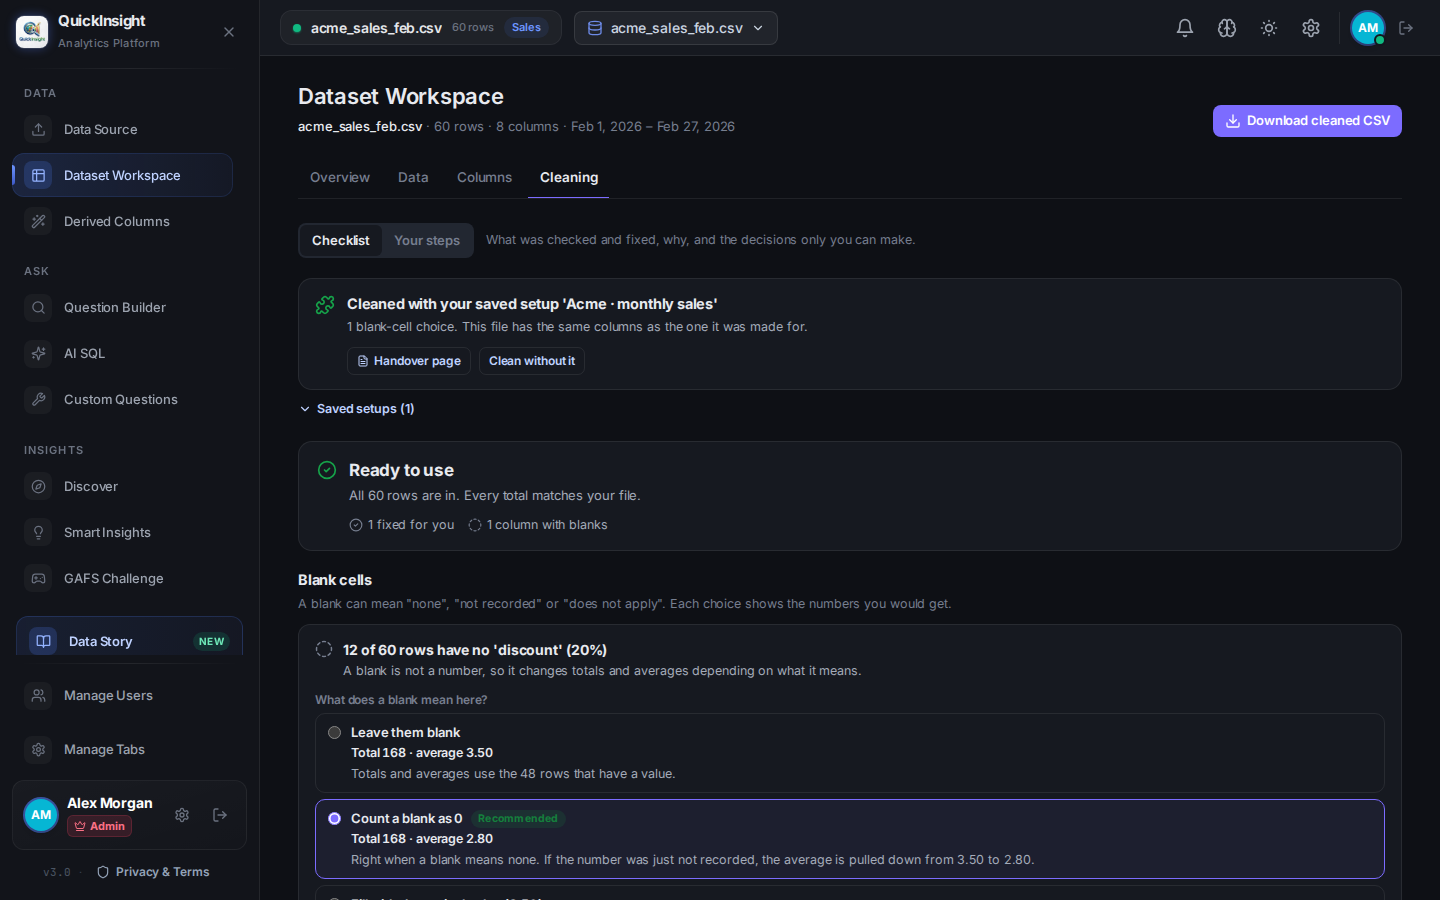 QuickInsight
Analytics Platform
DATA
Data Source
Dataset Workspace
Derived Columns
ASK
Question Builder
AI SQL
Custom Questions
INSIGHTS
Discover
Smart Insights
GAFS Challenge
Data Story NEW
Manage Users
Manage Tabs
AM Alex Morgan
Admin
v3.0 · Privacy & Terms
acme_sales_feb.csv 60 rows Sales
acme_sales_feb.csv
AM
Dataset Workspace
acme_sales_feb.csv · 60 rows · 8 columns · Feb 1, 2026 – Feb 27, 2026
Download cleaned CSV
Overview Data Columns Cleaning
Checklist Your steps What was checked and fixed, why, and the decisions only you can make.
Cleaned with your saved setup 'Acme · monthly sales'
1 blank-cell choice. This file has the same columns as the one it was made for.
Handover page Clean without it
Saved setups (1)
Ready to use
All 60 rows are in. Every total matches your file.
1 fixed for you 1 column with blanks
Blank cells
A blank can mean "none", "not recorded" or "does not apply". Each choice shows the numbers you would get.
12 of 60 rows have no 'discount' (20%)
A blank is not a number, so it changes totals and averages depending on what it means.
What does a blank mean here?
Leave them blank
Total 168 · average 3.50
Totals and averages use the 48 rows that have a value.
Count a blank as 0 Recommended
Total 168 · average 2.80
Right when a blank means none. If the number was just not recorded, the average is pulled down from 3.50 to 2.80.